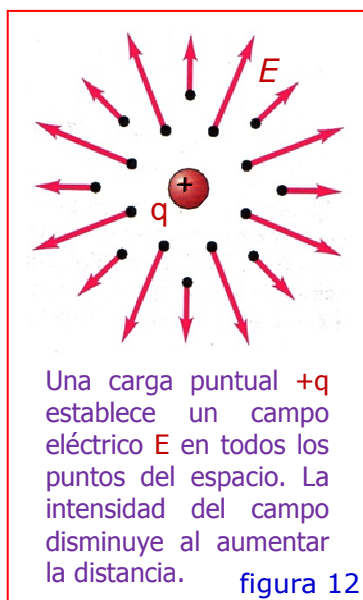 E
+
q
Una carga puntual +q
establece un campo
eléctrico E en todos los
puntos del espacio. La
intensidad del campo
disminuye al aumentar
la distancia.
figura 12